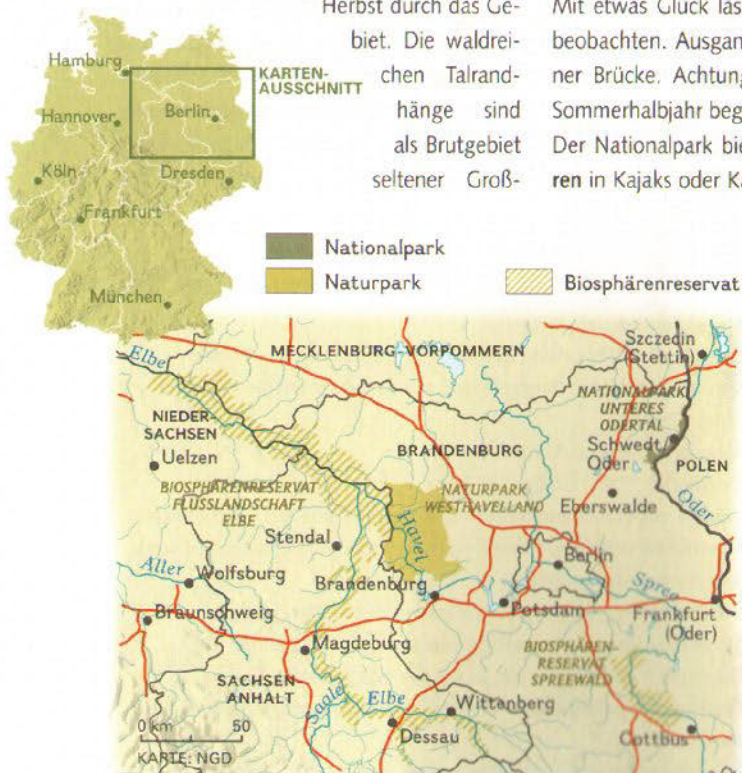 Herbst durch das Ge-
biet. Die waldrei-
chen Talrand-
hänge sind
als Brutgebiet
seltener Groß-
Mit etwas Glück läs
beobachten. Ausgan
ner Brücke. Achtung
Sommerhalbjahr beg
Der Nationalpark bie
ren in Kajaks oder Ka
Hamburg
KARTEN-
AUSSCHNITT
Hannover
Berlin
Köln
Dresden
Frankfurt
München
Nationalpark
Naturpark
Biosphärenreservat
Elbe
MECKLENBURG-VORPOMMERN
Szczecin
(Stettin)
NATIONALPARK
UNTERES
ODERTAL
NIEDER-
SACHSEN
Uelzen
BRANDENBURG
Schwedt/
Oder
POLEN
BIOSPHÄRENRESERVAT
FLUSSLANDSCHAFT
ELBE
NATURPARK
WESTHAVELLAND
Eberswalde
Oder
Stendal
Havel
Berlin
Aller
Wolfsburg
Brandenburg
Spree
Braunschweig
Potsdam
Frankfurt
(Oder)
Magdeburg
BIOSPHÄREN-
RESERVAT
SPREEWALD
SACHSEN-
ANHALT
Saale
Elbe
Wittenberg
0 km 50
Dessau
Cottbus
KARTE: NGD